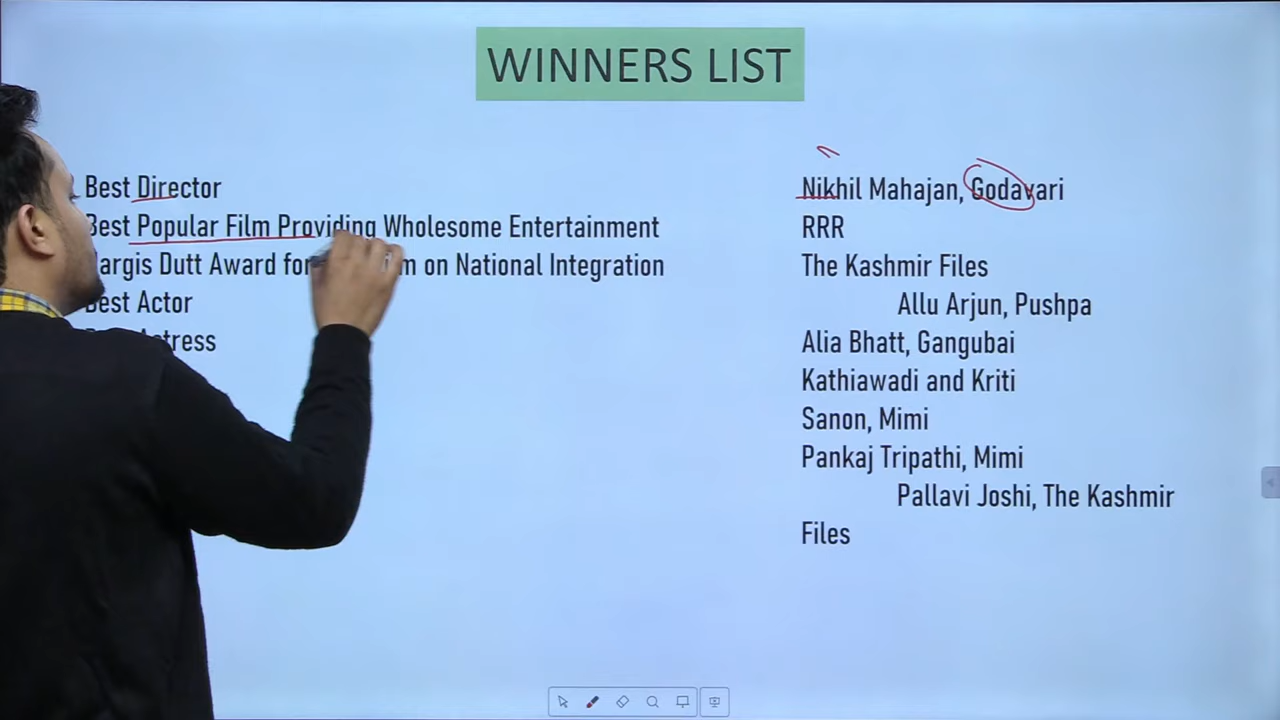 WINNERS LIST
Best Director
Nikhil Mahajan, Godavari
Best Popular Film Providing Wholesome Entertainment
RRR
Nargis Dutt Award for Film on National Integration
The Kashmir Files
Best Actor
Allu Arjun, Pushpa
Actress
Alia Bhatt, Gangubai
Kathiawadi and Kriti
Sanon, Mimi
Pankaj Tripathi, Mimi
Pallavi Joshi, The Kashmir
Files